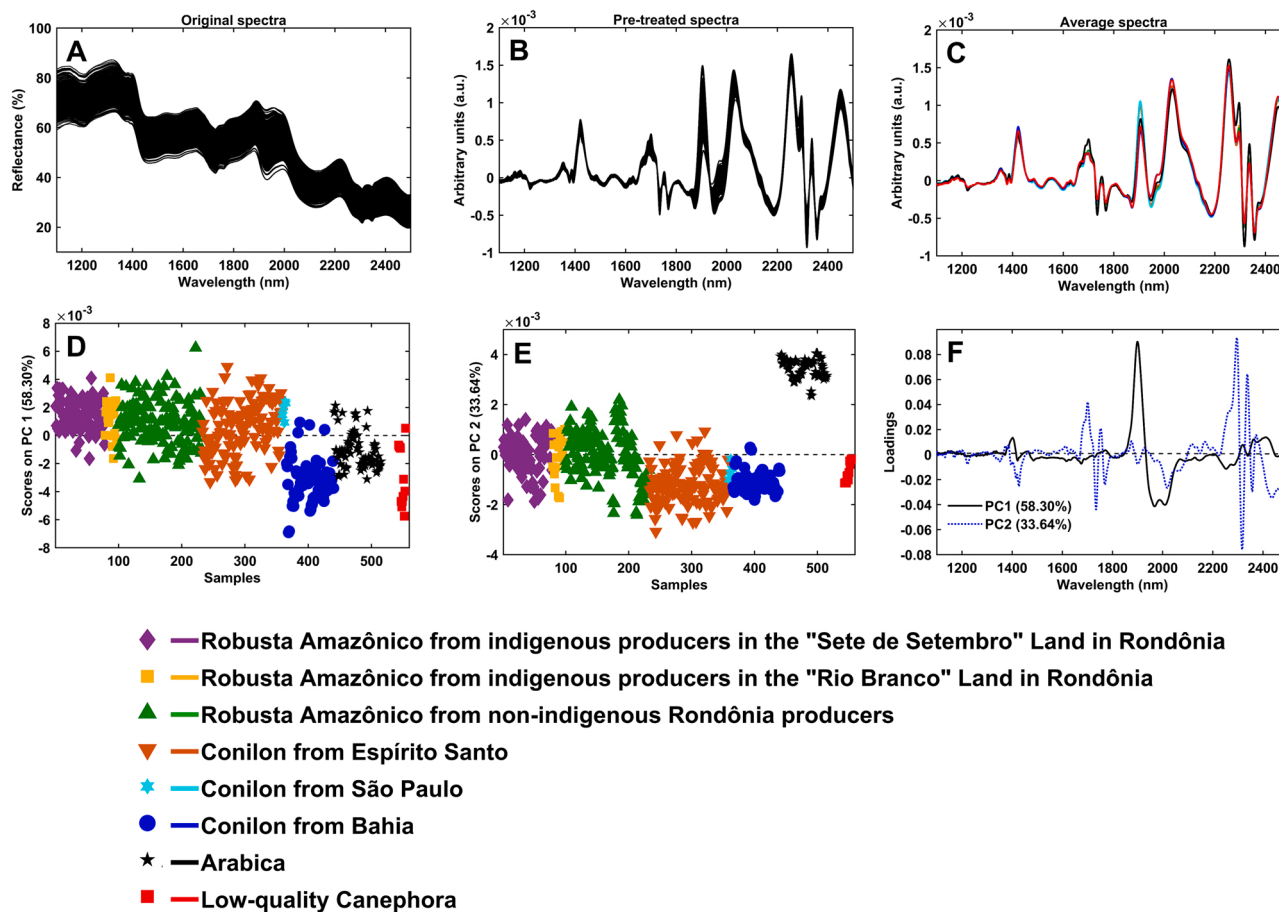 Original spectra
A
Reflectance (%)
100
80
60
40
20
1200 1400 1600 1800 2000 2200 2400
Wavelength (nm)
Pre-treated spectra
×10⁻³
B
Arbitrary units (a.u.)
2
1.5
1
0.5
0
-0.5
-1
1200 1400 1600 1800 2000 2200 2400
Wavelength (nm)
Average spectra
×10⁻³
C
Arbitrary units (a.u.)
2
1.5
1
0.5
0
-0.5
-1
1200 1400 1600 1800 2000 2200 2400
Wavelength (nm)
×10⁻³
D
Scores on PC 1 (58.30%)
8
6
4
2
0
-2
-4
-6
-8
100 200 300 400 500
Samples
×10⁻³
E
Scores on PC 2 (33.64%)
4
2
0
-2
-4
100 200 300 400 500
Samples
F
Loadings
0.08
0.06
0.04
0.02
0
-0.02
-0.04
-0.06
-0.08
PC1 (58.30%)
PC2 (33.64%)
1200 1400 1600 1800 2000 2200 2400
Wavelength (nm)
Robusta Amazônico from indigenous producers in the "Sete de Setembro" Land in Rondônia
Robusta Amazônico from indigenous producers in the "Rio Branco" Land in Rondônia
Robusta Amazônico from non-indigenous Rondônia producers
Conilon from Espírito Santo
Conilon from São Paulo
Conilon from Bahia
Arabica
Low-quality Canephora